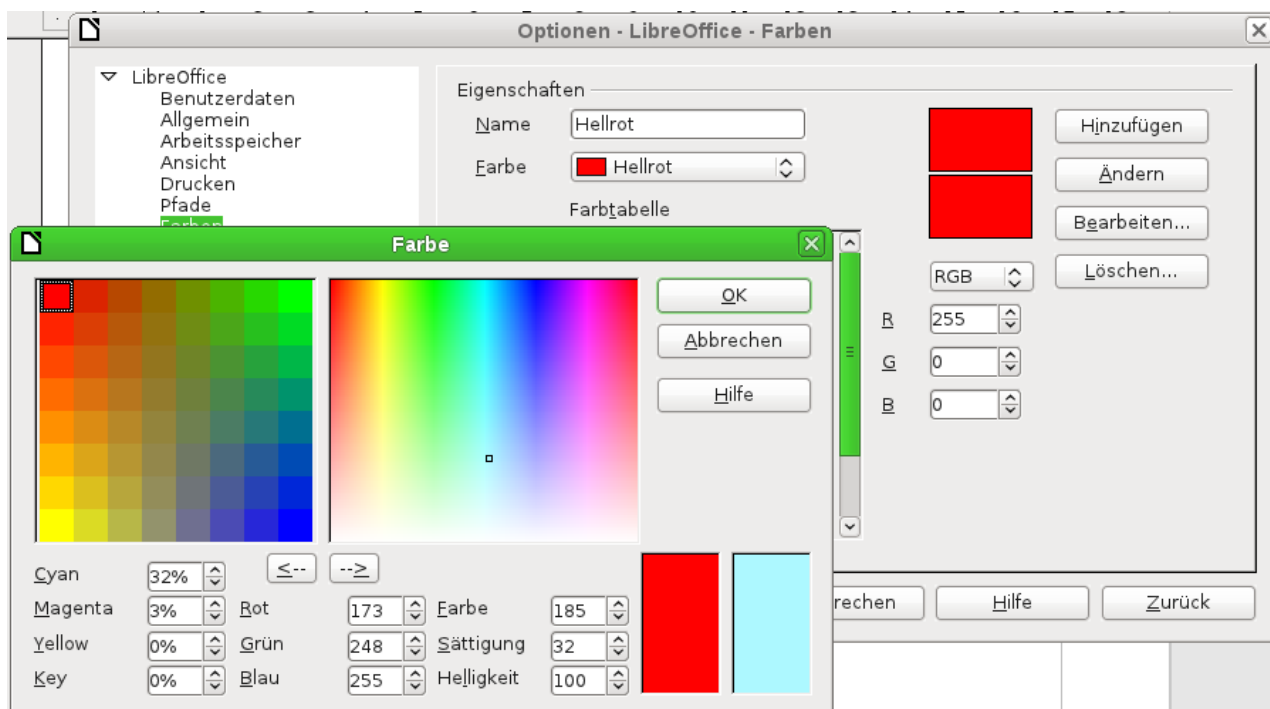 Optionen - LibreOffice - Farben
LibreOffice
Benutzerdaten
Allgemein
Arbeitsspeicher
Ansicht
Drucken
Pfade
Farben
Eigenschaften
Name Hellrot
Farbe Hellrot
Farbtabelle
Hinzufügen
Ändern
Bearbeiten...
Löschen...
RGB
R 255
G 0
B 0
Farbe
OK
Abbrechen
Hilfe
<-- -->
Cyan 32%
Magenta 3% Rot 173 Farbe 185
Yellow 0% Grün 248 Sättigung 32
Key 0% Blau 255 Helligkeit 100
rechen Hilfe Zurück